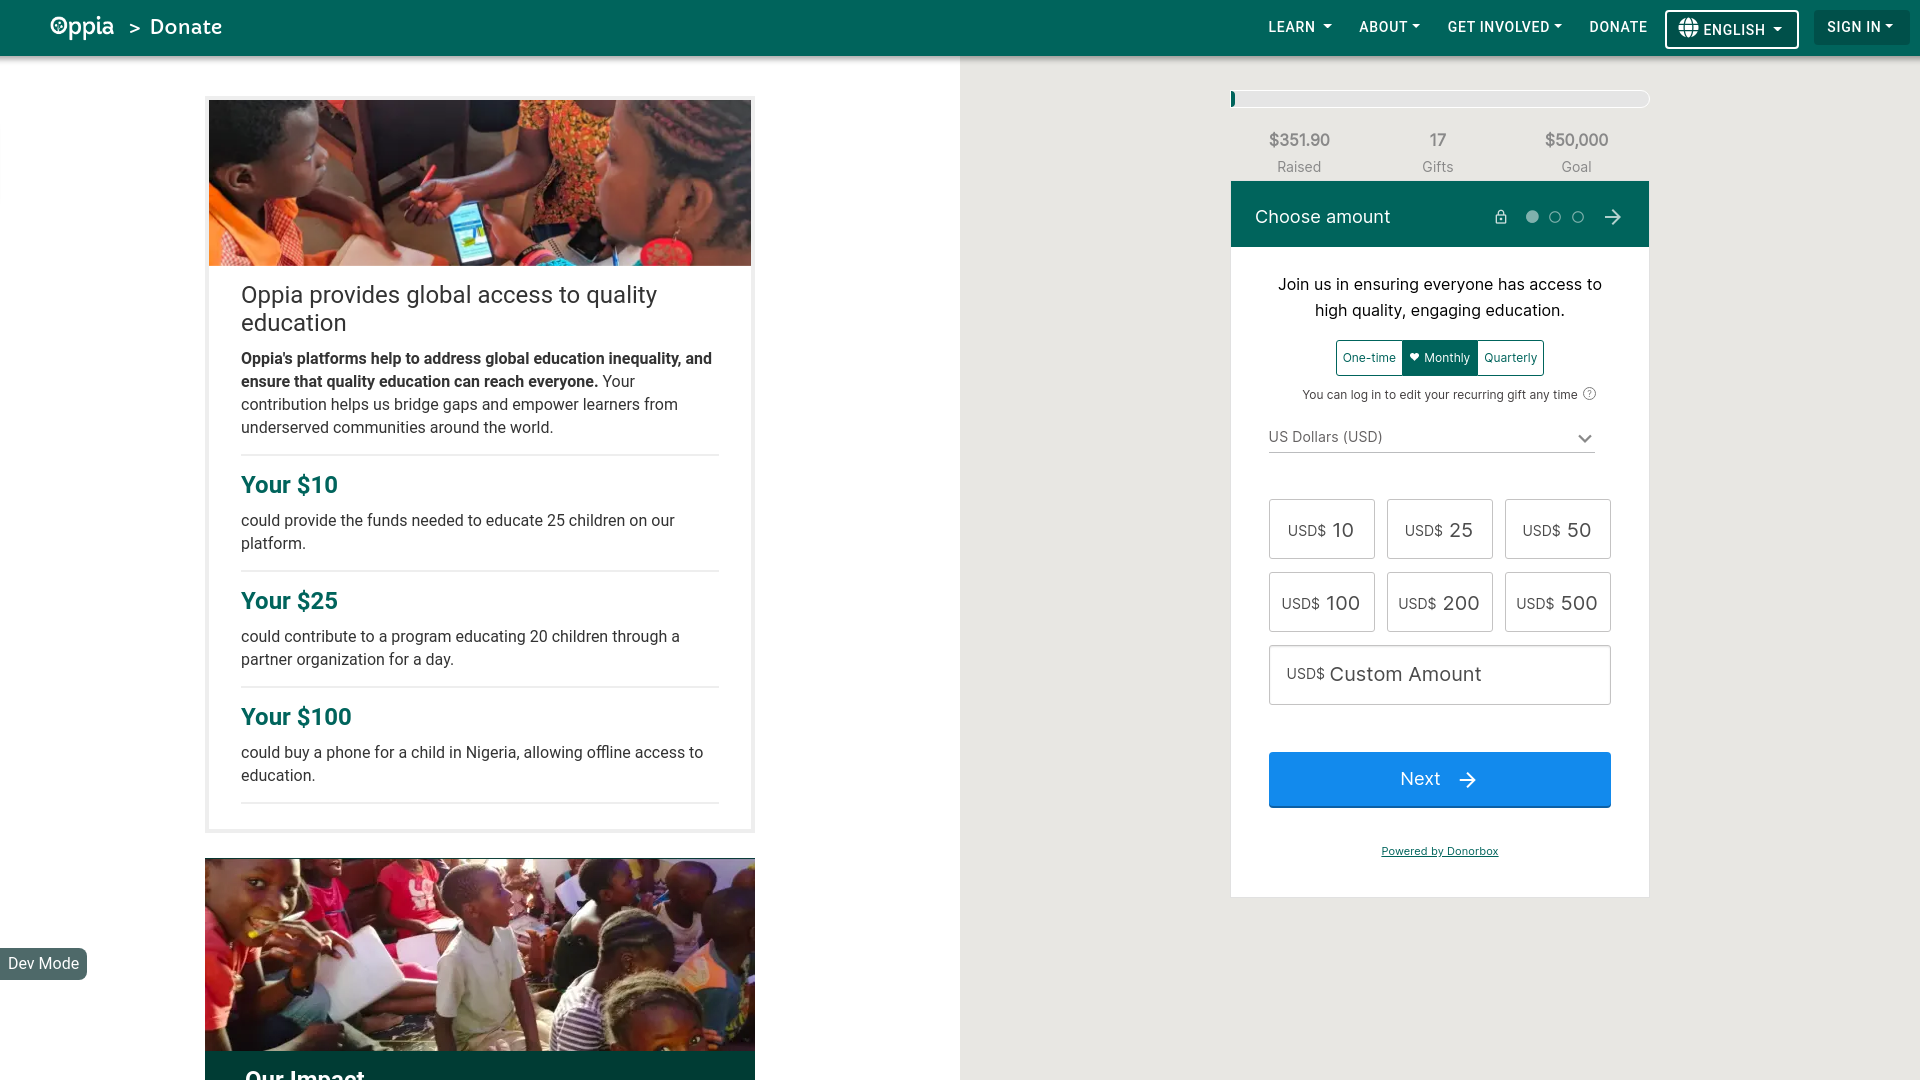 Oppia > Donate
LEARN
ABOUT
GET INVOLVED
DONATE
ENGLISH
SIGN IN
Oppia provides global access to quality
education
Oppia's platforms help to address global education inequality, and
ensure that quality education can reach everyone. Your
contribution helps us bridge gaps and empower learners from
underserved communities around the world.
Your $10
could provide the funds needed to educate 25 children on our
platform.
Your $25
could contribute to a program educating 20 children through a
partner organization for a day.
Your $100
could buy a phone for a child in Nigeria, allowing offline access to
education.
Our Impact
Dev Mode
$351.90 17 $50,000
Raised Gifts Goal
Choose amount
Join us in ensuring everyone has access to
high quality, engaging education.
One-time Monthly Quarterly
You can log in to edit your recurring gift any time ?
US Dollars (USD)
USD$ 10 USD$ 25 USD$ 50
USD$ 100 USD$ 200 USD$ 500
USD$ Custom Amount
Next
Powered by Donorbox